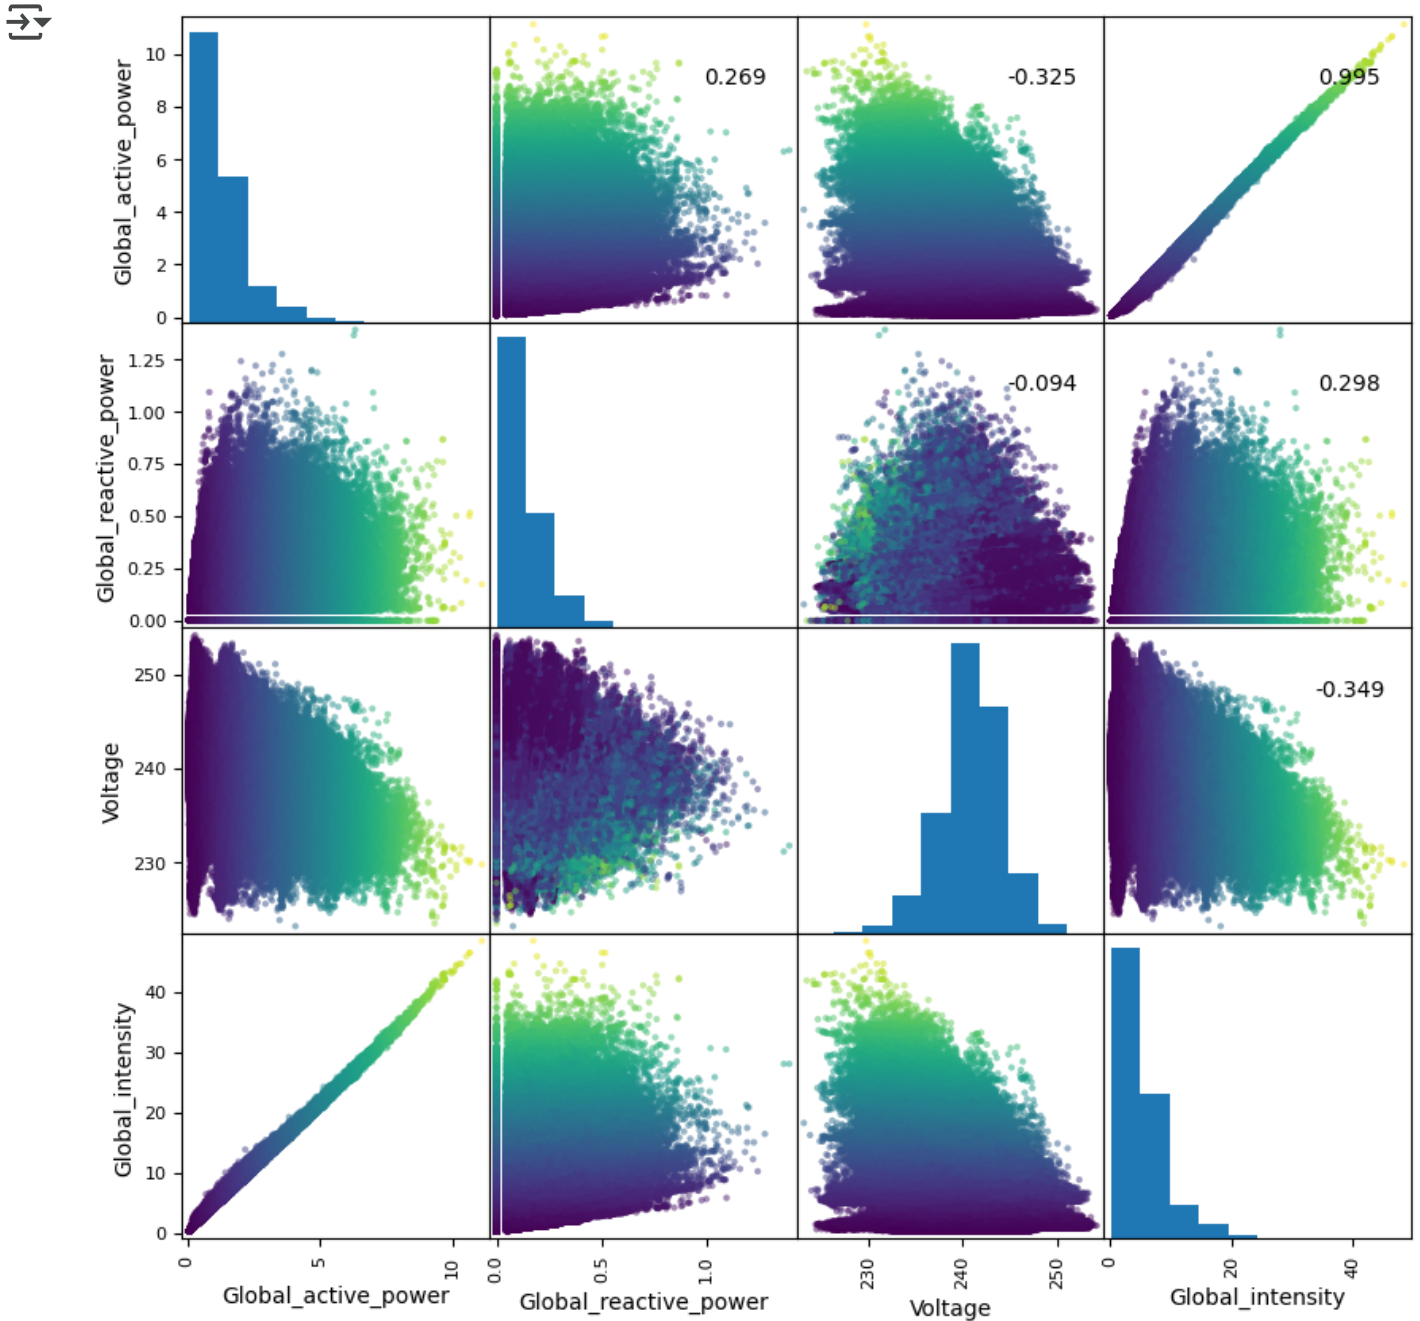 10
8
6
4
2
0
Global_active_power
0.269
-0.325
0.995
1.25
1.00
0.75
0.50
0.25
0.00
Global_reactive_power
-0.094
0.298
250
240
230
Voltage
-0.349
40
30
20
10
0
Global_intensity
0 5 10
0.0 0.5 1.0
230 240 250
0 20 40
Global_active_power
Global_reactive_power
Voltage
Global_intensity